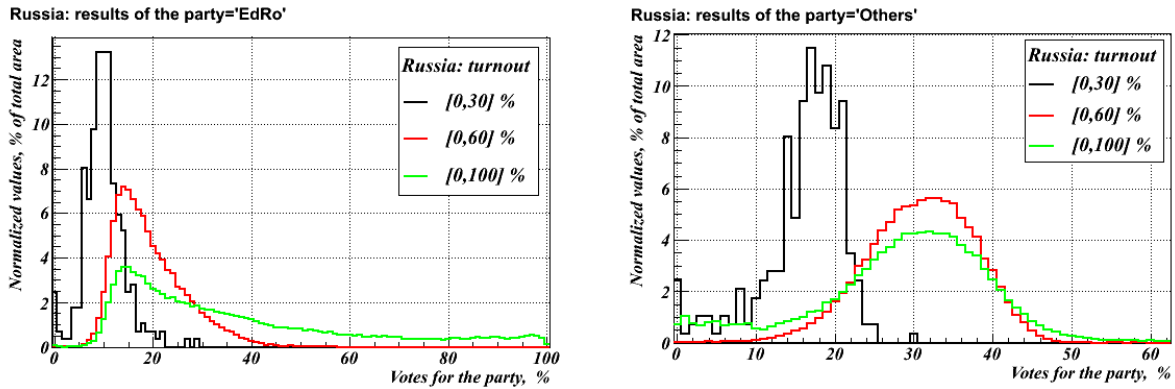 Russia: results of the party='EdRo'
Normalized values, % of total area
12
10
8
6
4
2
0
0 20 40 60 80 100
Votes for the party, %
Russia: turnout
[0,30] %
[0,60] %
[0,100] %
Russia: results of the party='Others'
Normalized values, % of total area
12
10
8
6
4
2
0
0 10 20 30 40 50 60
Votes for the party, %
Russia: turnout
[0,30] %
[0,60] %
[0,100] %